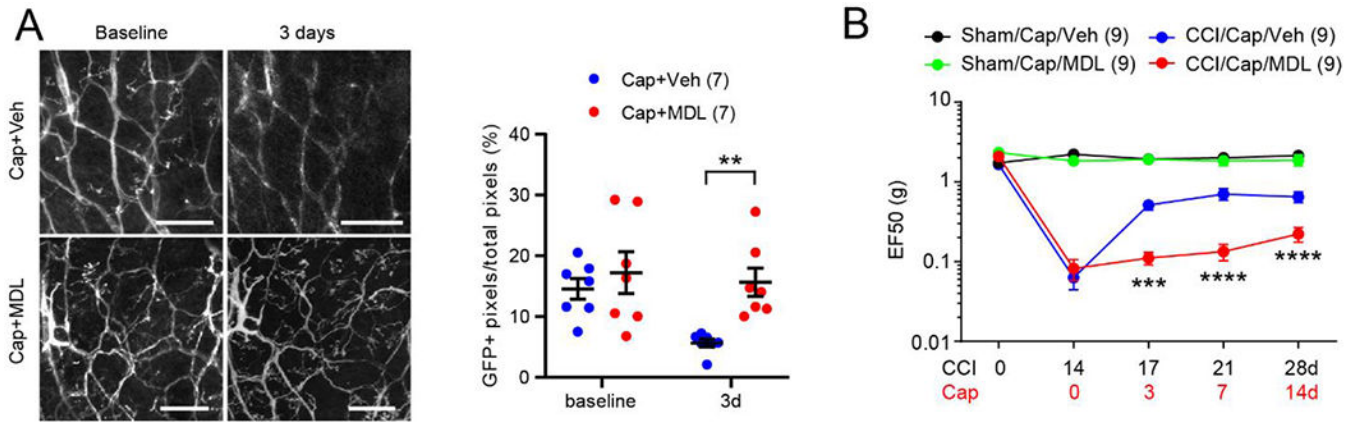 A
Baseline
3 days
Cap+Veh
Cap+MDL
Cap+Veh (7)
Cap+MDL (7)
GFP+ pixels/total pixels (%)
40
30
20
10
0
**
baseline
3d
B
Sham/Cap/Veh (9)
CCI/Cap/Veh (9)
Sham/Cap/MDL (9)
CCI/Cap/MDL (9)
EF50 (g)
10
1
0.1
0.01
***
****
****
CCI 0 14 17 21 28d
Cap 0 3 7 14d